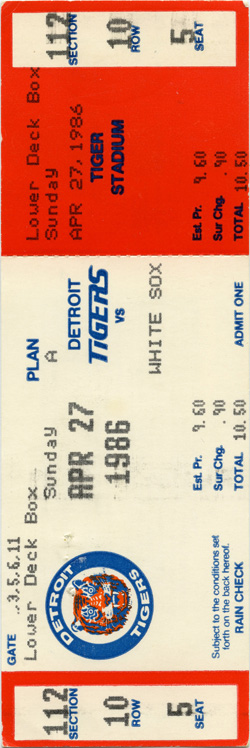 112 10 5
SECTION ROW SEAT
Lower Deck Box
Sunday
APR 27, 1986
TIGER
STADIUM
Est. Pr. 9.60
Sur Chg. .90
TOTAL 10.50
GATE 3,5,6,11 PLAN A
Lower Deck Box
Sunday
DETROIT
TIGERS
VS
WHITE SOX
APR 27
1986
Est. Pr. 9.60
Sur Chg. .90
TOTAL 10.50
ADMIT ONE
DETROIT TIGERS
Subject to the conditions set
forth on the back hereof.
RAIN CHECK
112 10 5
SECTION ROW SEAT